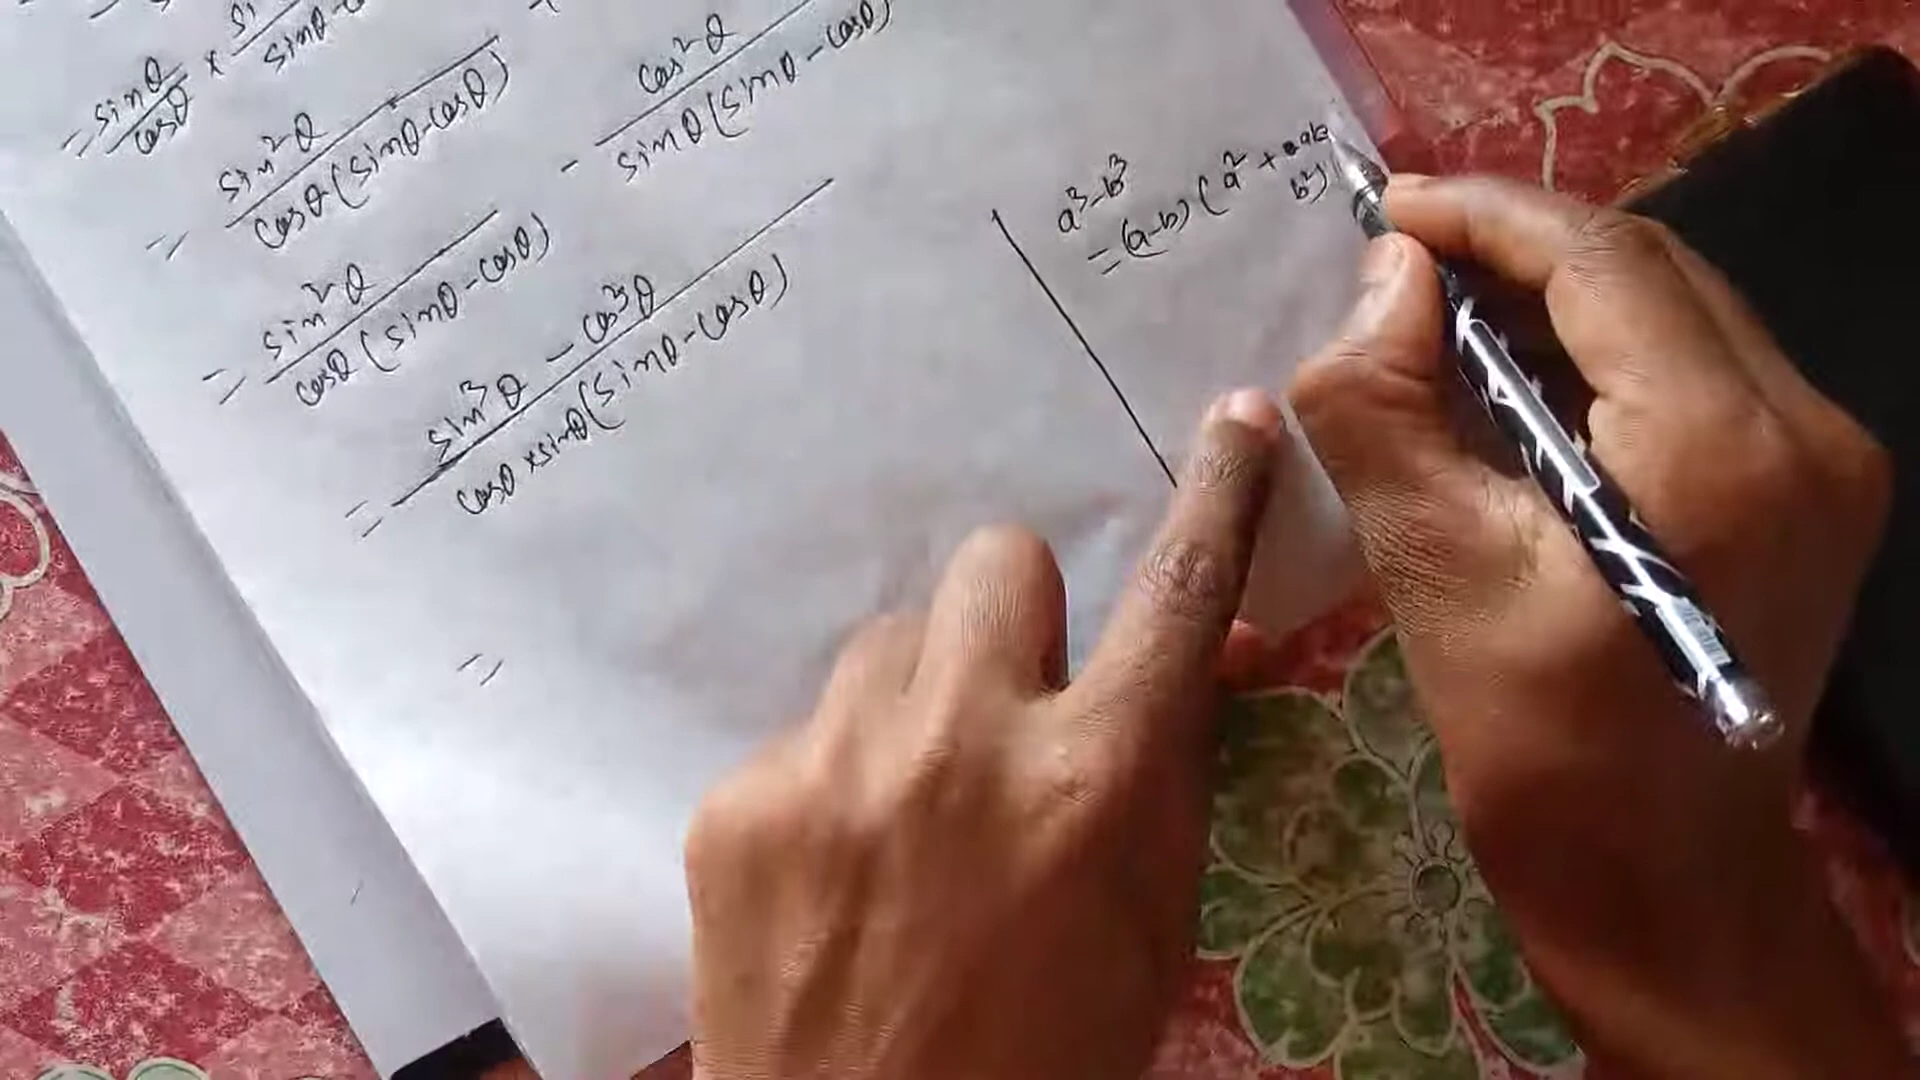 = sinθ/cosθ × si/sinθ-c
= sin²θ/cosθ(sinθ-cosθ) - cos²θ/sinθ(sinθ-cosθ)
= sin²θ/cosθ(sinθ-cosθ)
= sin³θ - cos³θ/cosθ×sinθ(sinθ-cosθ)
=
a³-b³
= (a-b)(a² + ab
b²)